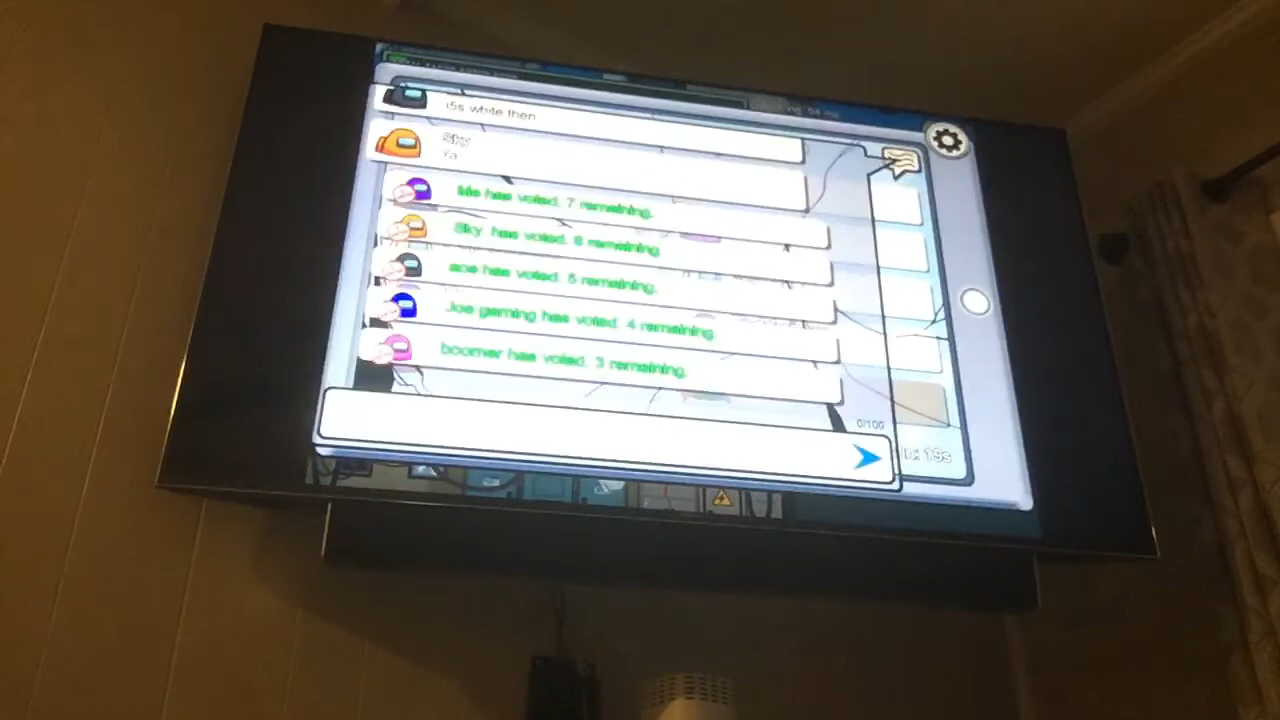 i5s white then
Sky
Ya
Me has voted. 7 remaining.
Sky has voted. 6 remaining.
ace has voted. 5 remaining.
Joe gaming has voted. 4 remaining.
boomer has voted. 3 remaining.
0/100
19s